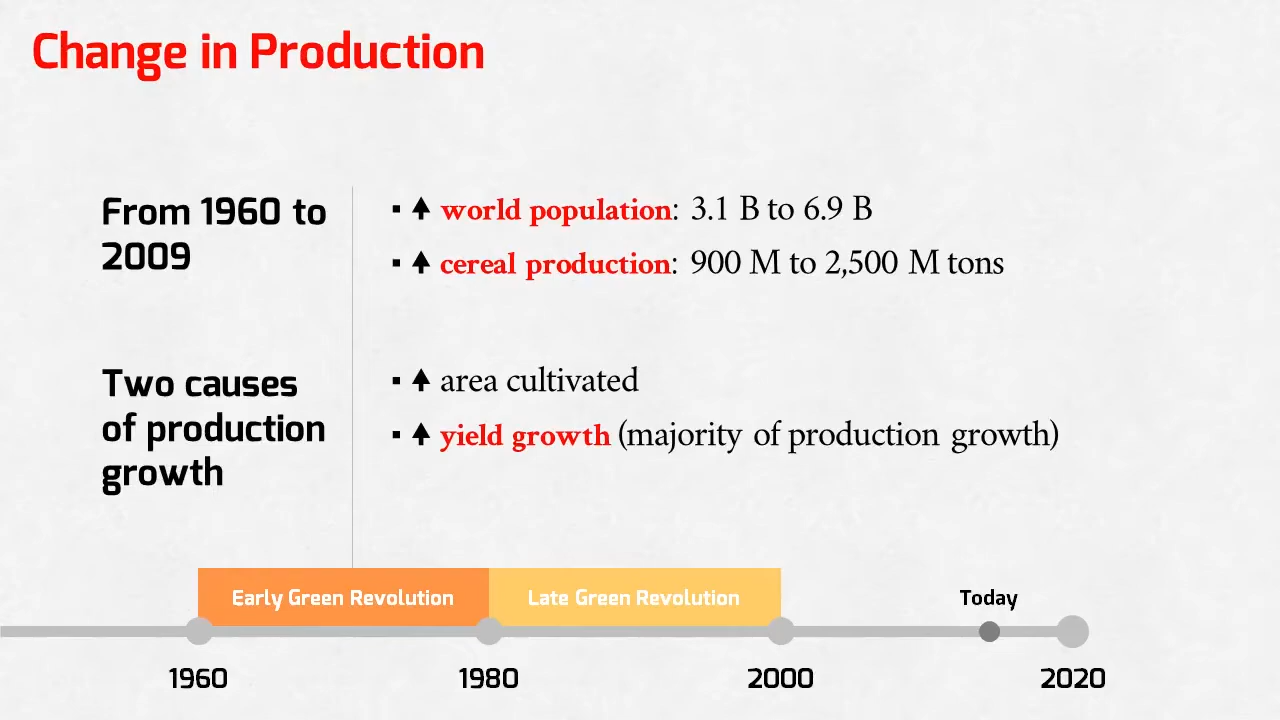 Change in Production
From 1960 to
2009
▪ ↑ world population: 3.1 B to 6.9 B
▪ ↑ cereal production: 900 M to 2,500 M tons
Two causes
of production
growth
▪ ↑ area cultivated
▪ ↑ yield growth (majority of production growth)
Early Green Revolution
Late Green Revolution
Today
1960
1980
2000
2020